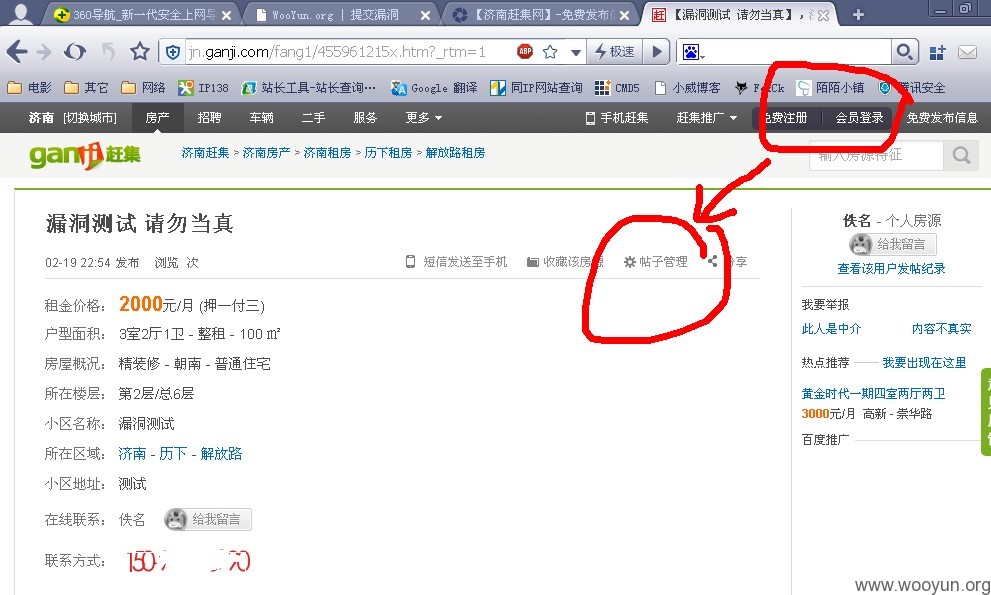 360导航_新一代安全上网导
WooYun.org | 提交漏洞
【济南赶集网】-免费发布
【漏洞测试 请勿当真】,
jn.ganji.com/fang1/455961215x.htm?_rtm=1
ABP
极速
电影 其它 网络 IP138 站长工具-站长查询… Google 翻译 同IP网站查询 CMD5 小威博客 陌陌小镇 腾讯安全
济南 [切换城市] 房产 招聘 车辆 二手 服务 更多 手机赶集 赶集推广 免费注册 会员登录 免费发布信息
ganji赶集
济南赶集 > 济南房产 > 济南租房 > 历下租房 > 解放路租房
输入房源特征
漏洞测试 请勿当真
02-19 22:54 发布 浏览 次 短信发送至手机 收藏该房源 帖子管理 分享
租金价格: 2000元/月 (押一付三)
户型面积: 3室2厅1卫 - 整租 - 100 ㎡
房屋概况: 精装修 - 朝南 - 普通住宅
所在楼层: 第2层/总6层
小区名称: 漏洞测试
所在区域: 济南 - 历下 - 解放路
小区地址: 测试
在线联系: 佚名 给我留言
联系方式: 150
佚名 - 个人房源
给我留言
查看该用户发帖纪录
我要举报
此人是中介 内容不真实
热点推荐 我要出现在这里
黄金时代一期四室两厅两卫
3000元/月 高新 - 崇华路
百度推广
www.wooyun.org